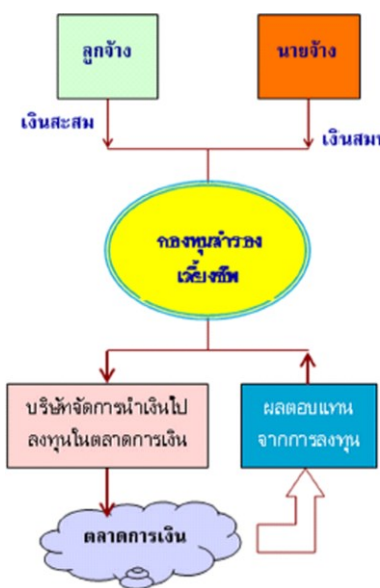 ลูกจ้าง
นายจ้าง
เงินสะสม
กองทุนสำรอง
เลี้ยงชีพ
บริษัทจัดการนำเงินไป
ลงทุนในตลาดการเงิน
ผลตอบแทน
จากการลงทุน
ตลาดการเงิน